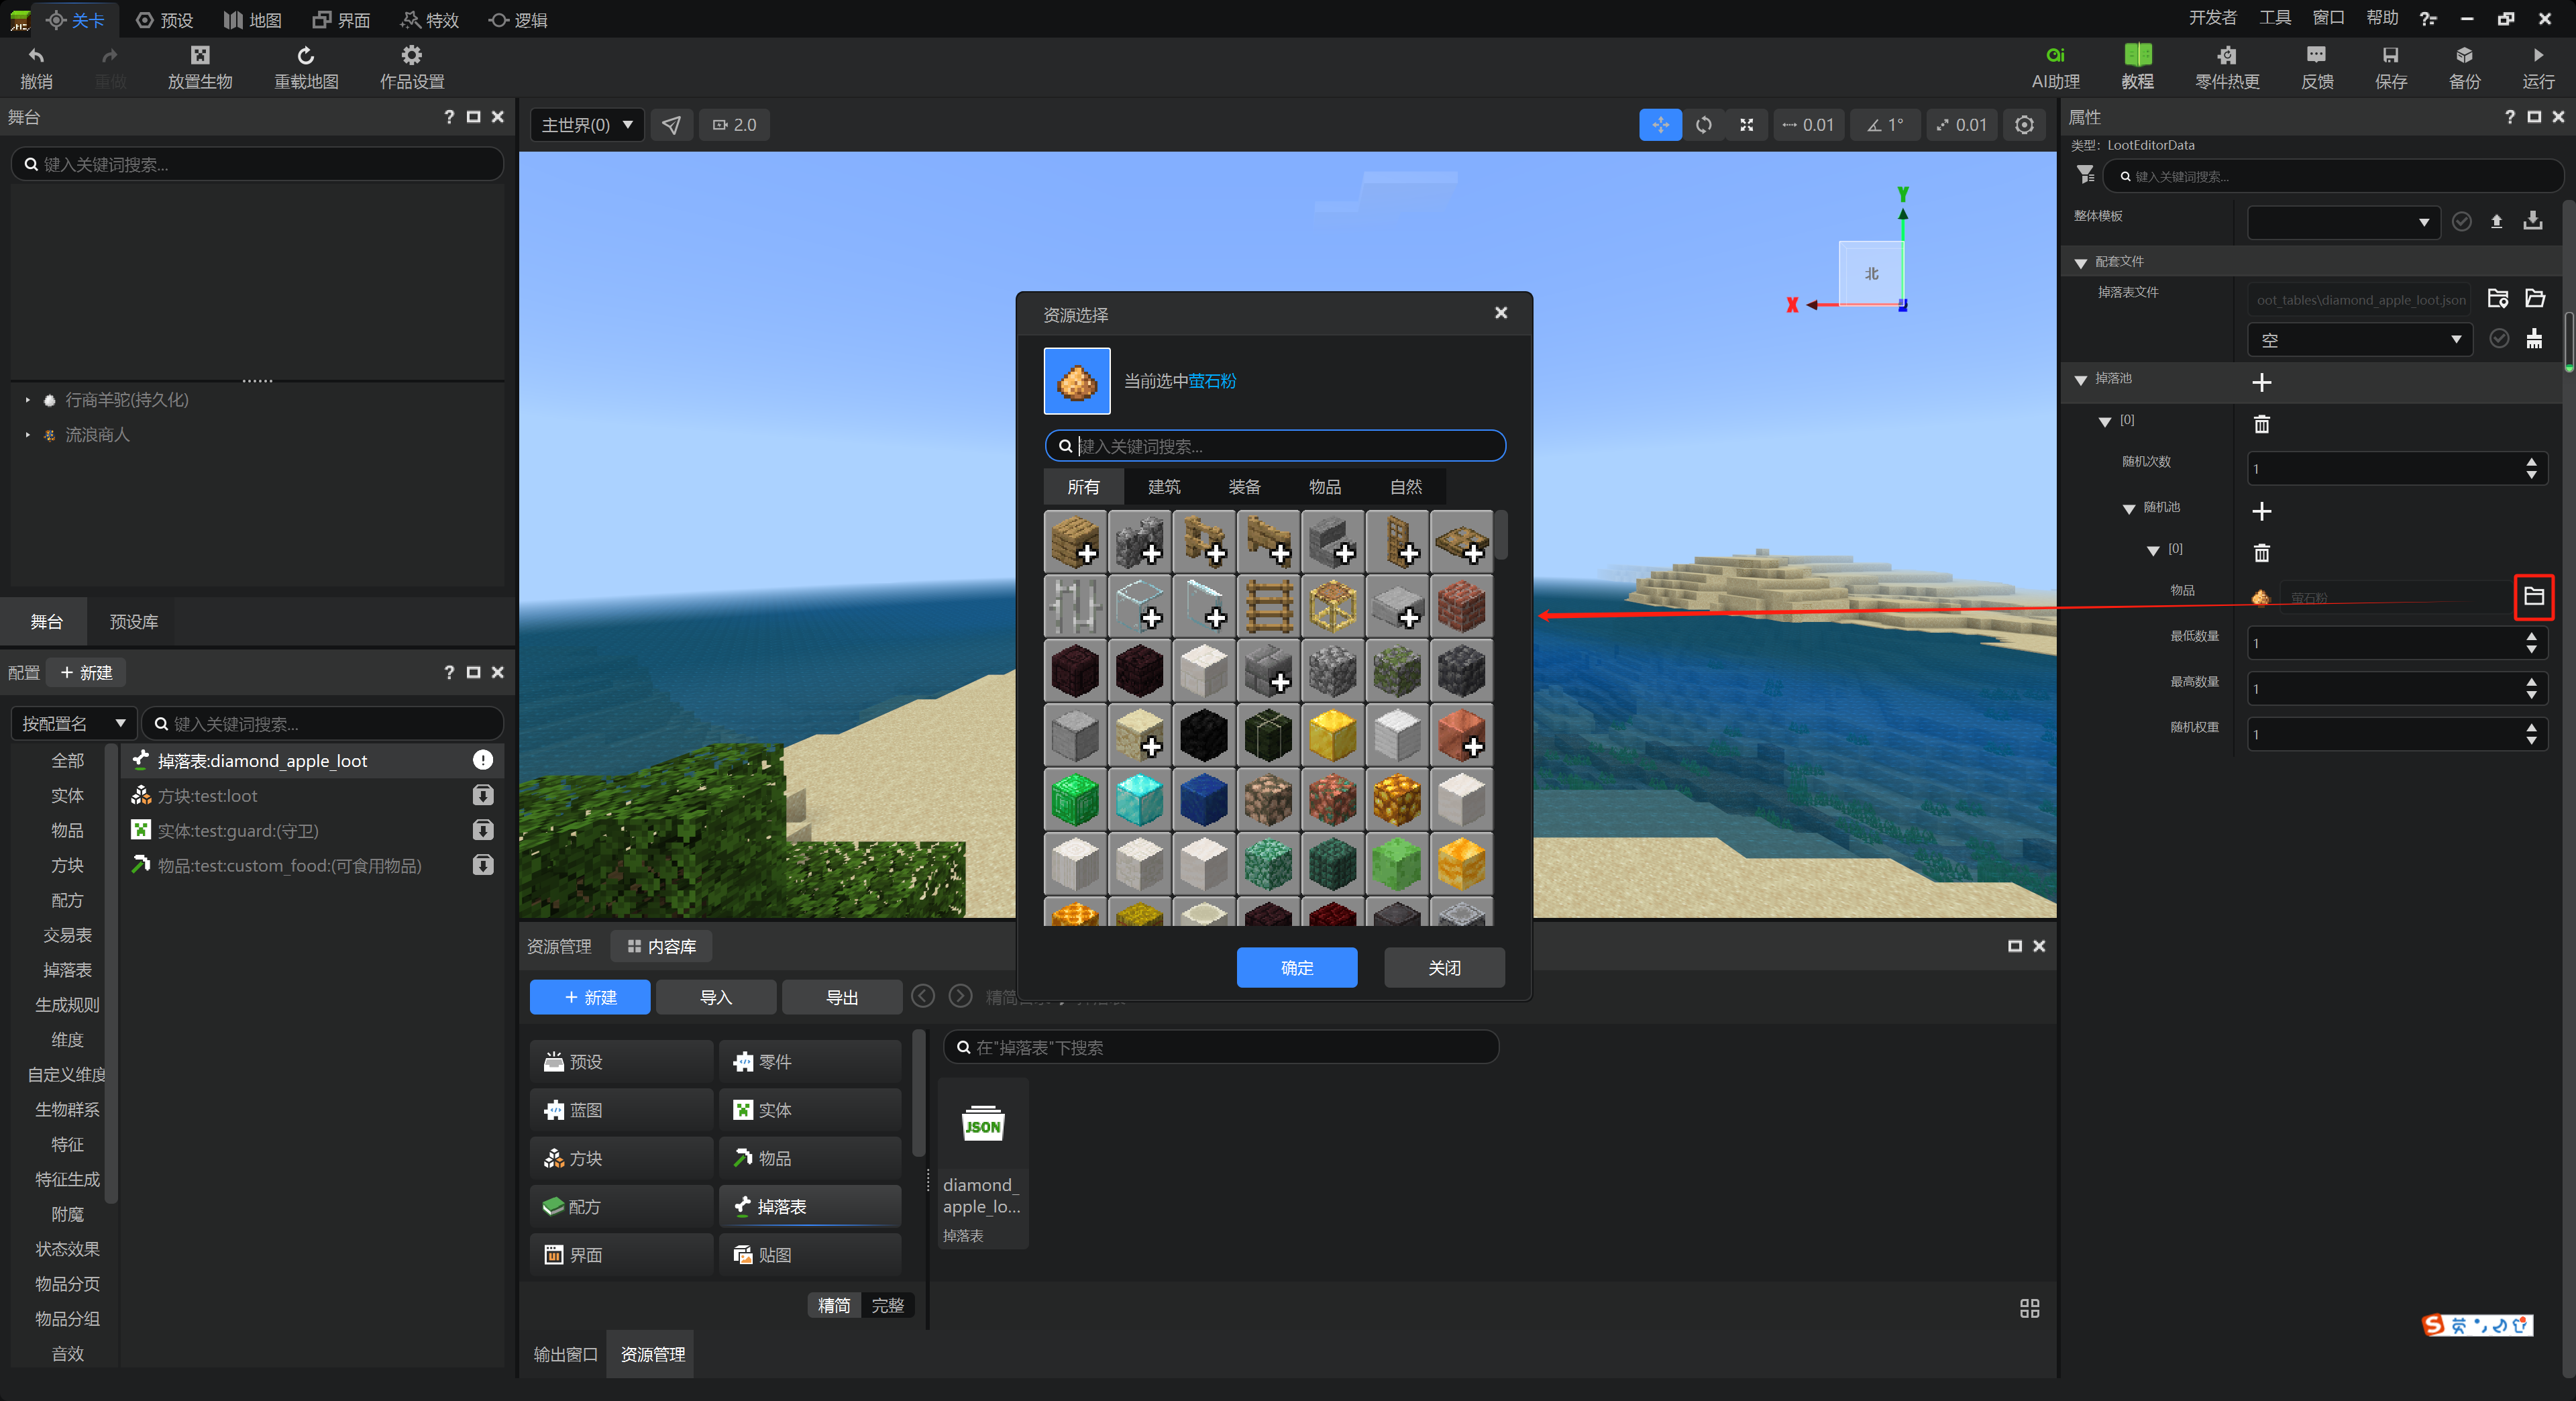 关卡
预设
地图
界面
特效
逻辑
开发者
工具
窗口
帮助
撤销
重做
放置生物
重载地图
作品设置
AI助理
教程
零件热更
反馈
保存
备份
运行
舞台
键入关键词搜索...
行商羊驼(持久化)
流浪商人
舞台
预设库
配置
新建
按配置名
键入关键词搜索...
全部
实体
物品
方块
配方
交易表
掉落表
生成规则
维度
自定义维度
生物群系
特征
特征生成
附魔
状态效果
物品分页
物品分组
音效
掉落表:diamond_apple_loot
方块:test:loot
实体:test:guard:(守卫)
物品:test:custom_food:(可食用物品)
主世界(0)
2.0
0.01
1°
0.01
Y
北
X
资源选择
当前选中萤石粉
键入关键词搜索...
所有
建筑
装备
物品
自然
确定
关闭
资源管理
内容库
新建
导入
导出
预设
零件
蓝图
实体
方块
物品
配方
掉落表
界面
贴图
精简
完整
在"掉落表"下搜索
JSON
diamond_
apple_lo...
掉落表
输出窗口
资源管理
属性
类型: LootEditorData
键入关键词搜索...
整体模板
配套文件
掉落表文件
oot_tables\diamond_apple_loot.json
空
掉落池
[0]
随机次数
1
随机池
[0]
物品
萤石粉
最低数量
1
最高数量
1
随机权重
1
英